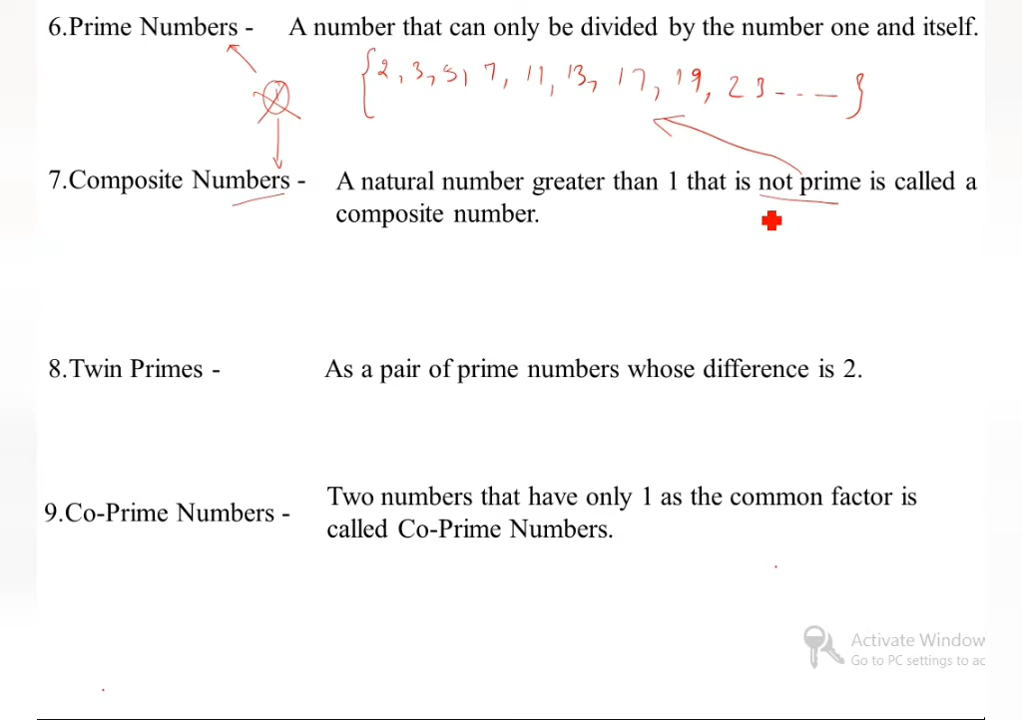 6.Prime Numbers - A number that can only be divided by the number one and itself.
{2, 3, 5, 7, 11, 13, 17, 19, 23 - - - }
7.Composite Numbers - A natural number greater than 1 that is not prime is called a
composite number.
8.Twin Primes - As a pair of prime numbers whose difference is 2.
9.Co-Prime Numbers - Two numbers that have only 1 as the common factor is
called Co-Prime Numbers.
Activate Window
Go to PC settings to ac